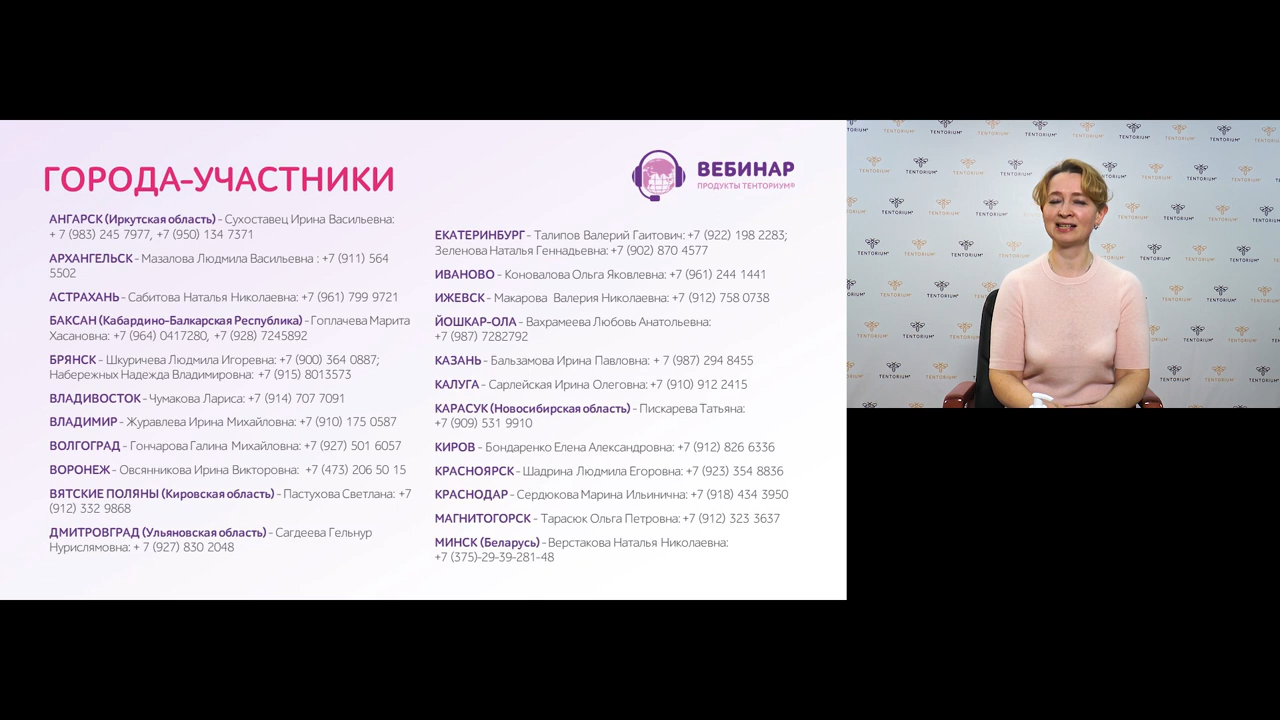 ГОРОДА-УЧАСТНИКИ
ВЕБИНАР
ПРОДУКТЫ ТЕНТОРИУМ®
АНГАРСК (Иркутская область) - Сухоставец Ирина Васильевна:
+ 7 (983) 245 7977, +7 (950) 134 7371
АРХАНГЕЛЬСК - Мазалова Людмила Васильевна : +7 (911) 564
5502
АСТРАХАНЬ - Сабитова Наталья Николаевна: +7 (961) 799 9721
БАКСАН (Кабардино-Балкарская Республика) - Гоплачева Марита
Хасановна: +7 (964) 0417280, +7 (928) 7245892
БРЯНСК - Шкуричева Людмила Игоревна: +7 (900) 364 0887;
Набережных Надежда Владимировна: +7 (915) 8013573
ВЛАДИВОСТОК - Чумакова Лариса: +7 (914) 707 7091
ВЛАДИМИР - Журавлева Ирина Михайловна: +7 (910) 175 0587
ВОЛГОГРАД - Гончарова Галина Михайловна: +7 (927) 501 6057
ВОРОНЕЖ - Овсянникова Ирина Викторовна: +7 (473) 206 50 15
ВЯТСКИЕ ПОЛЯНЫ (Кировская область) - Пастухова Светлана: +7
(912) 332 9868
ДМИТРОВГРАД (Ульяновская область) - Сагдеева Гельнур
Нурислямовна: + 7 (927) 830 2048
ЕКАТЕРИНБУРГ - Талипов Валерий Гаитович: +7 (922) 198 2283;
Зеленова Наталья Геннадьевна: +7 (902) 870 4577
ИВАНОВО - Коновалова Ольга Яковлевна: +7 (961) 244 1441
ИЖЕВСК - Макарова Валерия Николаевна: +7 (912) 758 0738
ЙОШКАР-ОЛА - Вахрамеева Любовь Анатольевна:
+7 (987) 7282792
КАЗАНЬ - Бальзамова Ирина Павловна: + 7 (987) 294 8455
КАЛУГА - Сарлейская Ирина Олеговна: +7 (910) 912 2415
КАРАСУК (Новосибирская область) - Пискарева Татьяна:
+7 (909) 531 9910
КИРОВ - Бондаренко Елена Александровна: +7 (912) 826 6336
КРАСНОЯРСК - Шадрина Людмила Егоровна: +7 (923) 354 8836
КРАСНОДАР - Сердюкова Марина Ильинична: +7 (918) 434 3950
МАГНИТОГОРСК - Тарасюк Ольга Петровна: +7 (912) 323 3637
МИНСК (Беларусь) - Верстакова Наталья Николаевна:
+7 (375)-29-39-281-48
TENTORIUM®